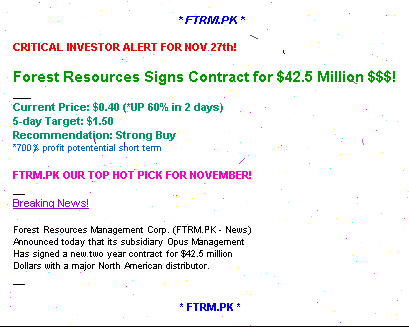 * FTRM.PK *
CRITICAL INVESTOR ALERT FOR NOV.27th!
Forest Resources Signs Contract for $42.5 Million $$$!
Current Price: $0.40 (*UP 60% in 2 days)
5-day Target: $1.50
Recommendation: Strong Buy
*700% profit potentential short term
FTRM.PK OUR TOP HOT PICK FOR NOVEMBER!
Breaking News!
Forest Resources Management Corp. (FTRM.PK - News)
Announced today that its subsidiary Opus Management
Has signed a new two year contract for $42.5 million
Dollars with a major North American distributor.
* FTRM.PK *